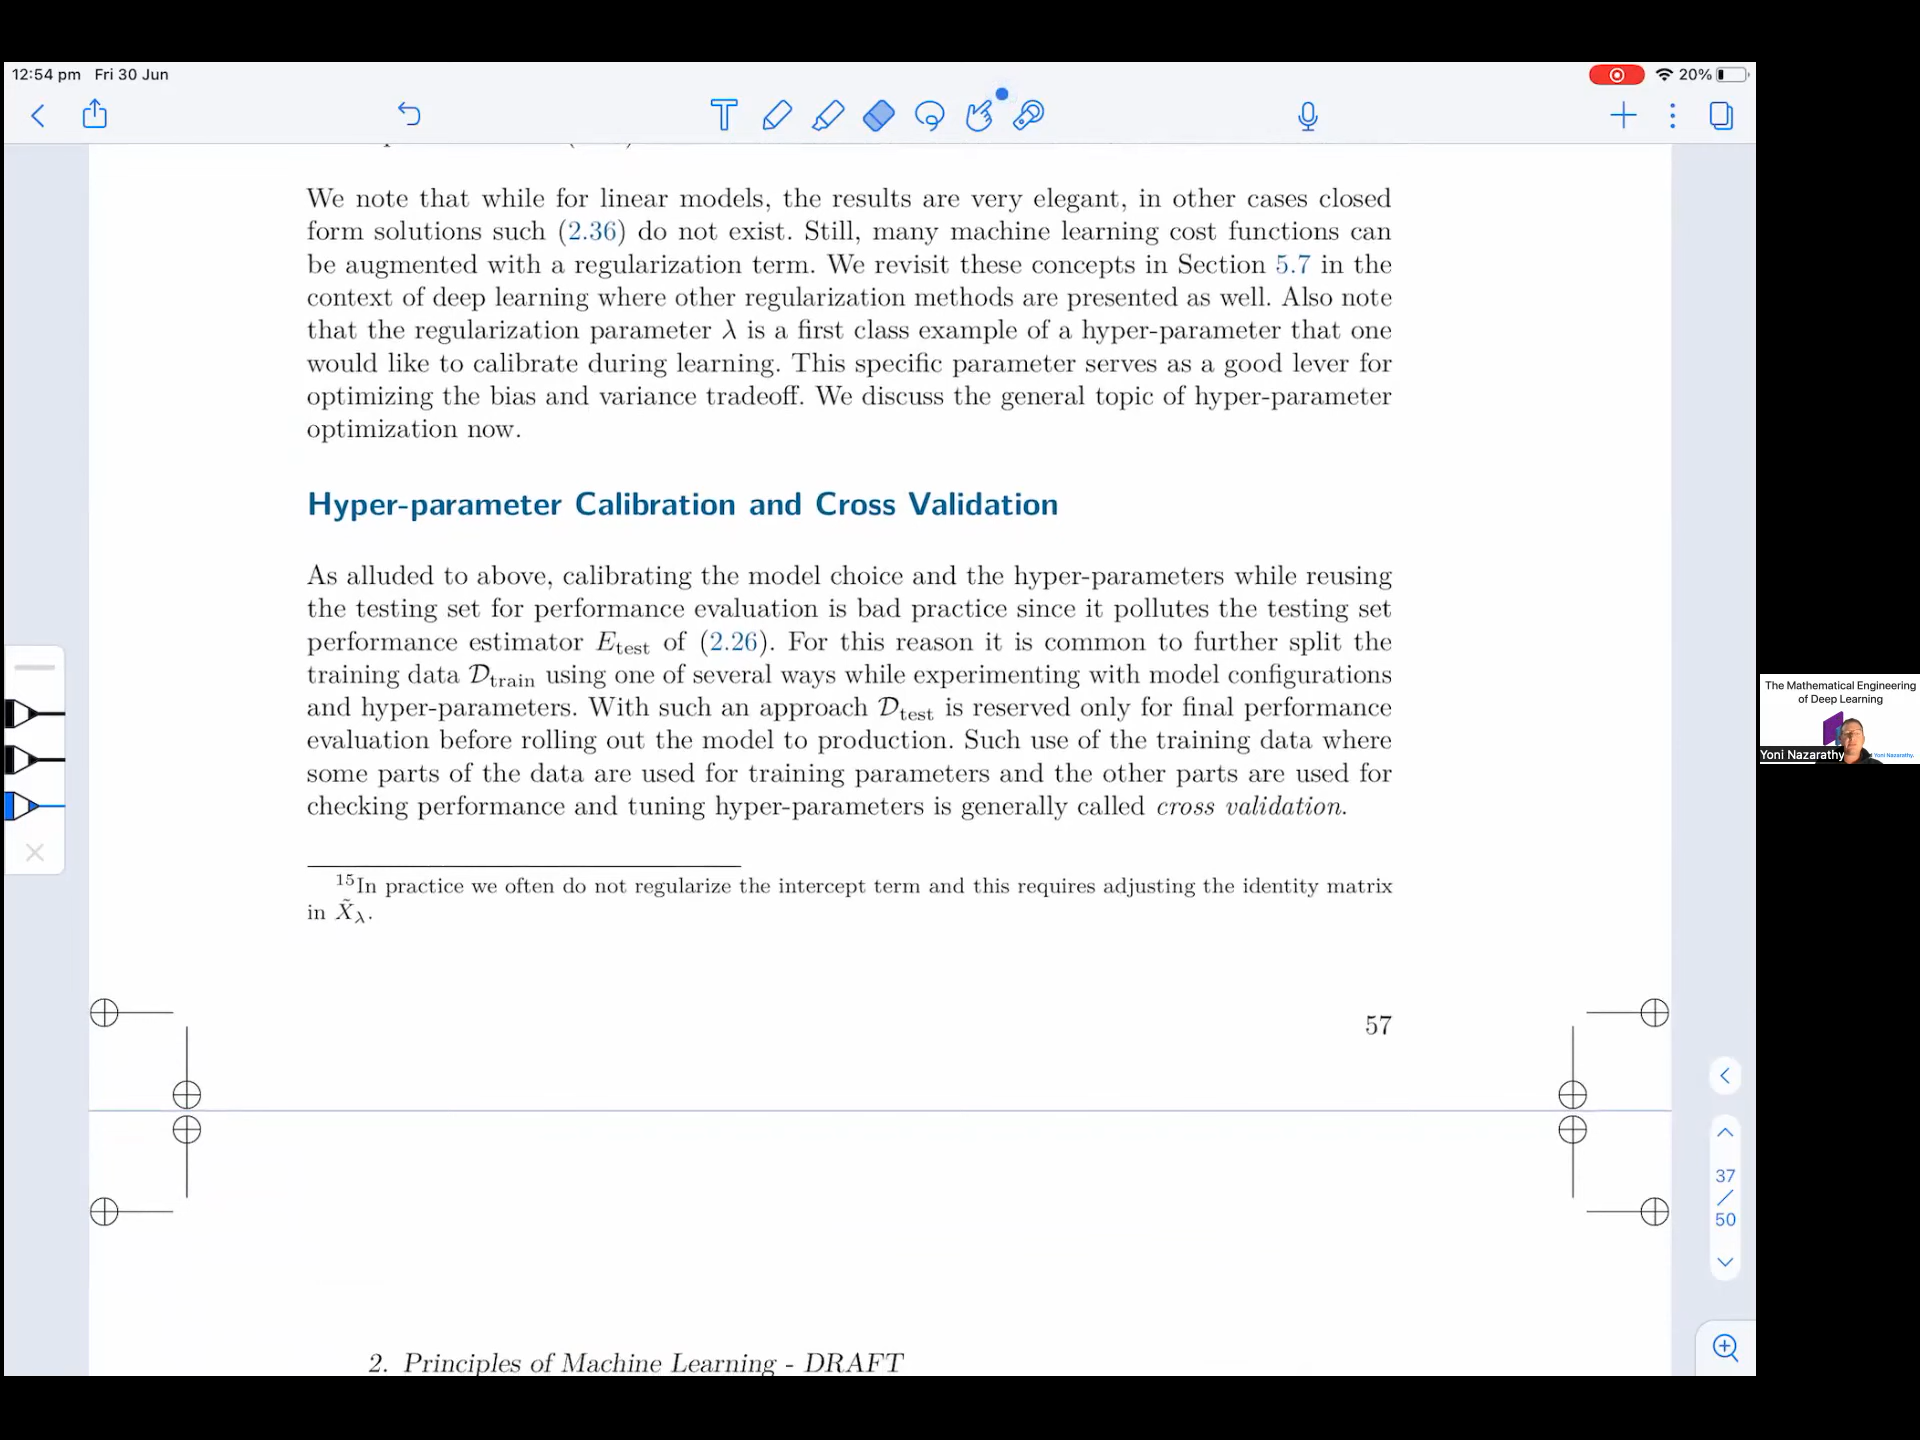 12:54 pm Fri 30 Jun
20%
We note that while for linear models, the results are very elegant, in other cases closed
form solutions such (2.36) do not exist. Still, many machine learning cost functions can
be augmented with a regularization term. We revisit these concepts in Section 5.7 in the
context of deep learning where other regularization methods are presented as well. Also note
that the regularization parameter λ is a first class example of a hyper-parameter that one
would like to calibrate during learning. This specific parameter serves as a good lever for
optimizing the bias and variance tradeoff. We discuss the general topic of hyper-parameter
optimization now.
Hyper-parameter Calibration and Cross Validation
As alluded to above, calibrating the model choice and the hyper-parameters while reusing
the testing set for performance evaluation is bad practice since it pollutes the testing set
performance estimator E_test of (2.26). For this reason it is common to further split the
training data 𝒟_train using one of several ways while experimenting with model configurations
and hyper-parameters. With such an approach 𝒟_test is reserved only for final performance
evaluation before rolling out the model to production. Such use of the training data where
some parts of the data are used for training parameters and the other parts are used for
checking performance and tuning hyper-parameters is generally called cross validation.
¹⁵In practice we often do not regularize the intercept term and this requires adjusting the identity matrix
in X̃_λ.
57
2. Principles of Machine Learning - DRAFT
37
/
50
The Mathematical Engineering
of Deep Learning
Yoni Nazarathy
Yoni Nazarathy.